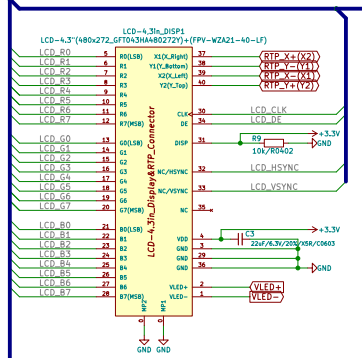 LCD-4.3in_DISP1
LCD-4.3"(480x272_GFT043HA480272Y)+(FPV-WZA21-40-LF)
LCD_R0 5 R0(LSB) X1(X_Right) 37 RTP_X+(X2)
LCD_R1 6 R1 Y1(Y_Bottom) 38 RTP_Y-(Y1)
LCD_R2 7 R2 X2(X_Left) 39 RTP_X-(X1)
LCD_R3 8 R3 Y2(Y_Top) 40 RTP_Y+(Y2)
LCD_R4 9 R4
LCD_R5 10 R5
LCD_R6 11 R6 CLK 30 LCD_CLK
LCD_R7 12 R7(MSB) DE 34 LCD_DE
LCD_G0 13 G0(LSB) DISP 31 R9 +3.3V
LCD_G1 14 G1 10k/R0402 GND
LCD_G2 15 G2
LCD_G3 16 G3 NC/HSYNC 32 LCD_HSYNC
LCD_G4 17 G4
LCD_G5 18 G5 NC/VSYNC 33 LCD_VSYNC
LCD_G6 19 G6
LCD_G7 20 G7(MSB) NC 35
LCD-4.3in_Display&RTP_Connector
LCD_B0 21 B0(LSB) +3.3V
LCD_B1 22 B1 VDD 4 C3
LCD_B2 23 B2 GND 3 22uF/6.3V/20%/X5R/C0603
LCD_B3 24 B3 GND 29
LCD_B4 25 B4 GND 36 GND
LCD_B5 26 B5
LCD_B6 27 B6 VLED+ 2 VLED+
LCD_B7 28 B7(MSB) VLED- 1 VLED-
MP2 MP1
0 0
GND GND